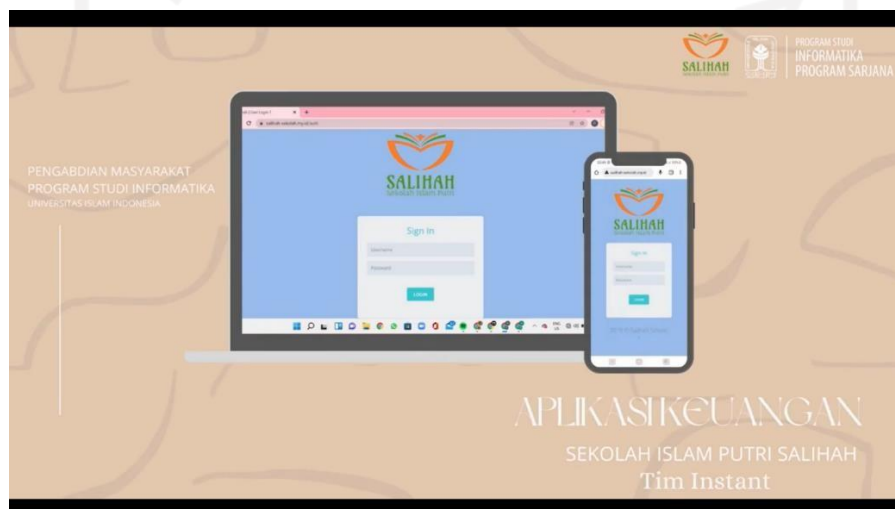 SALIHAH
PROGRAM STUDI
INFORMATIKA
PROGRAM SARJANA
PENGABDIAN MASYARAKAT
PROGRAM STUDI INFORMATIKA
UNIVERSITAS ISLAM INDONESIA
SALIHAH
Sekolah Islam Putri
Sign In
Username
Password
LOGIN
SALIHAH
Sign In
APLIKASI KEUANGAN
SEKOLAH ISLAM PUTRI SALIHAH
Tim Instant